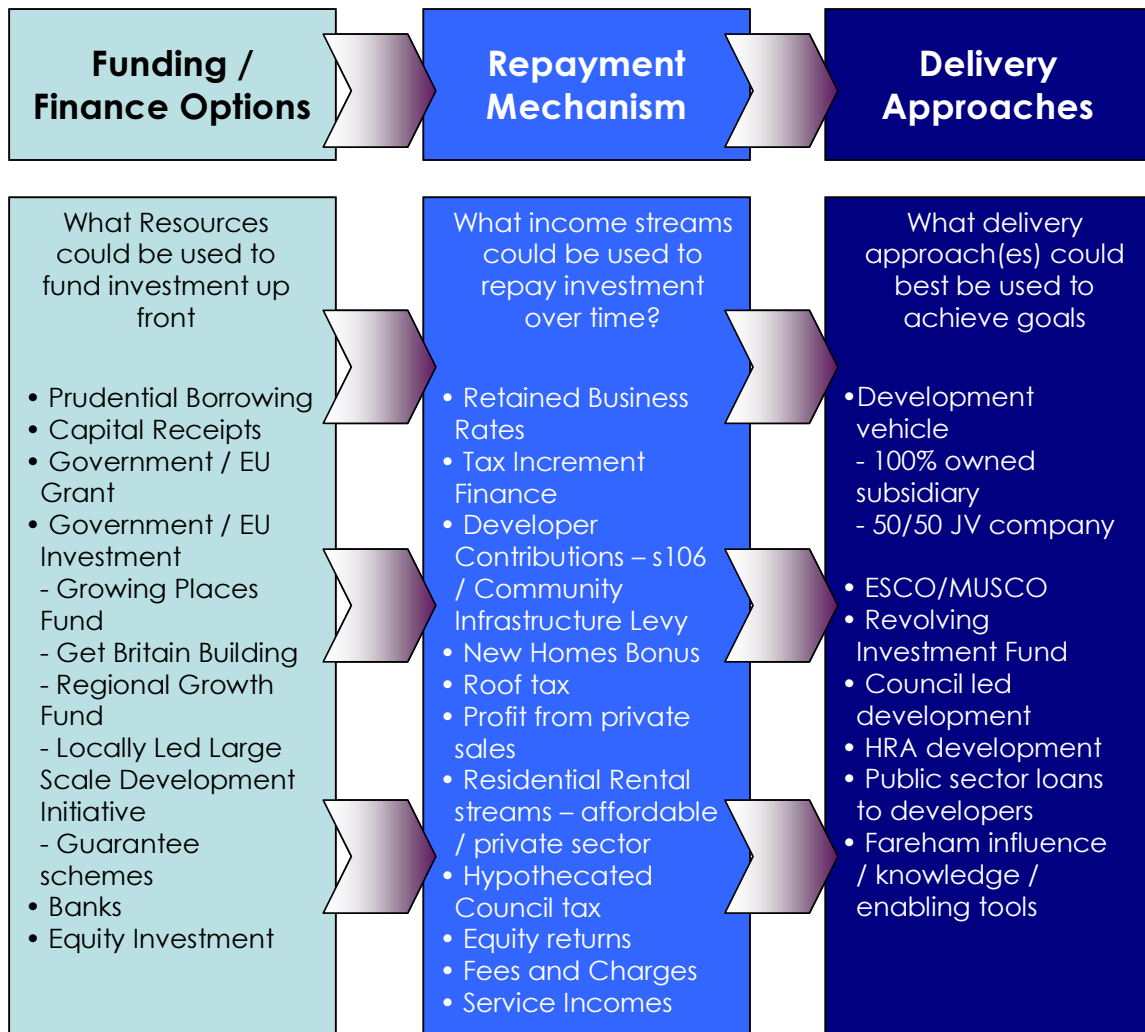 Funding /
Finance Options
Repayment
Mechanism
Delivery
Approaches
What Resources
could be used to
fund investment up
front
• Prudential Borrowing
• Capital Receipts
• Government / EU
Grant
• Government / EU
Investment
- Growing Places
Fund
- Get Britain Building
- Regional Growth
Fund
- Locally Led Large
Scale Development
Initiative
- Guarantee
schemes
• Banks
• Equity Investment
What income streams
could be used to
repay investment
over time?
• Retained Business
Rates
• Tax Increment
Finance
• Developer
Contributions – s106
/ Community
Infrastructure Levy
• New Homes Bonus
• Roof tax
• Profit from private
sales
• Residential Rental
streams – affordable
/ private sector
• Hypothecated
Council tax
• Equity returns
• Fees and Charges
• Service Incomes
What delivery
approach(es) could
best be used to
achieve goals
•Development
vehicle
- 100% owned
subsidiary
- 50/50 JV company
• ESCO/MUSCO
• Revolving
Investment Fund
• Council led
development
• HRA development
• Public sector loans
to developers
• Fareham influence
/ knowledge /
enabling tools